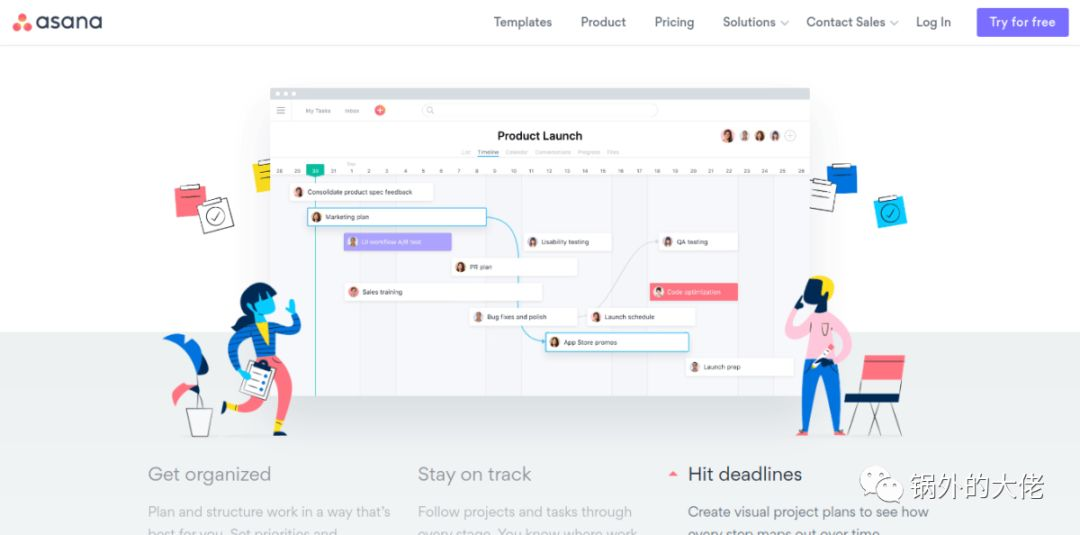 asana
Templates
Product
Pricing
Solutions
Contact Sales
Log In
Try for free
My Tasks
Inbox
Product Launch
List
Timeline
Calendar
Conversations
Progress
Files
28 29 30 31 1 2 3 4 5 6 7 8 9 10 11 12 13 14 15 16 17 18 19 20 21 22 23 24 25 26
Consolidate product spec feedback
Marketing plan
UI workflow A/B test
Usability testing
QA testing
PR plan
Sales training
Code optimization
Bug fixes and polish
Launch schedule
App Store promos
Launch prep
Get organized
Plan and structure work in a way that's
best for you. Set priorities and
Stay on track
Follow projects and tasks through
every stage. You know where work
Hit deadlines
Create visual project plans to see how
every step maps out over time.
锅外的大佬